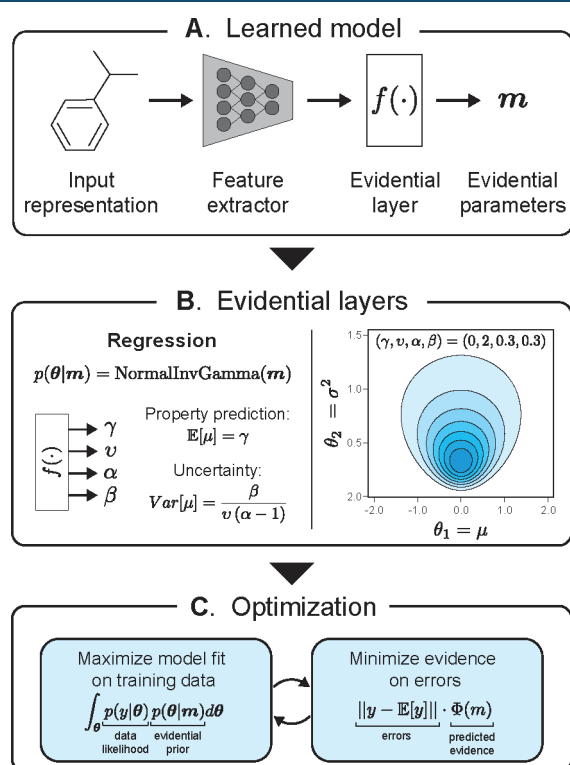 A. Learned model
f(·)
m
Input representation
Feature extractor
Evidential layer
Evidential parameters
B. Evidential layers
Regression
p(θ|m) = NormalInvGamma(m)
f(·)
γ
υ
α
β
Property prediction:
𝔼[μ] = γ
Uncertainty:
Var[μ] = β / υ(α−1)
(γ, υ, α, β) = (0, 2, 0.3, 0.3)
1.5
1.0
0.5
2.0
θ₂ = σ²
-2.0 -1.0 0.0 1.0 2.0
θ₁ = μ
C. Optimization
Maximize model fit
on training data
∫θ p(y|θ) p(θ|m)dθ
data likelihood
evidential prior
Minimize evidence
on errors
||y − 𝔼[y]|| · Φ(m)
errors
predicted evidence